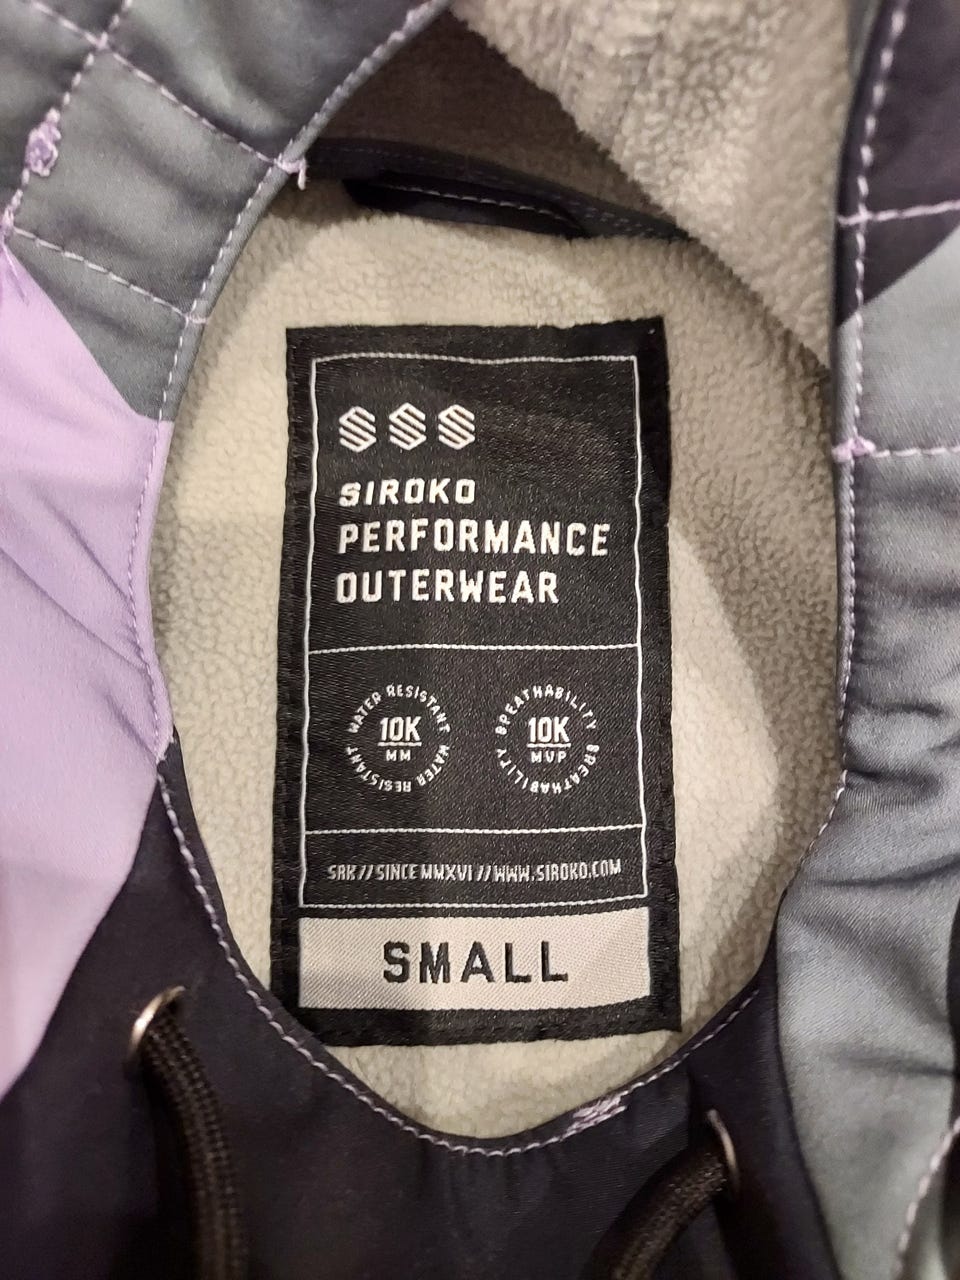 SSS
SIROKO
PERFORMANCE
OUTERWEAR
WATER RESISTANT WATER RESISTANT
10K
MM
BREATHABILITY BREATHABILITY
10K
MVP
SRK // SINCE MMXVI // WWW.SIROKO.COM
SMALL